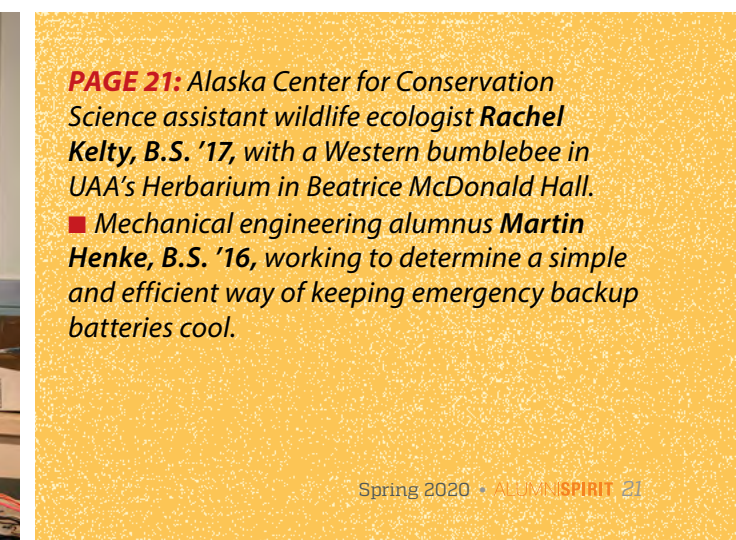 PAGE 21: Alaska Center for Conservation
Science assistant wildlife ecologist Rachel
Kelty, B.S. ’17, with a Western bumblebee in
UAA’s Herbarium in Beatrice McDonald Hall.
■ Mechanical engineering alumnus Martin
Henke, B.S. ’16, working to determine a simple
and efficient way of keeping emergency backup
batteries cool.
Spring 2020 • ALUMNISPIRIT 21